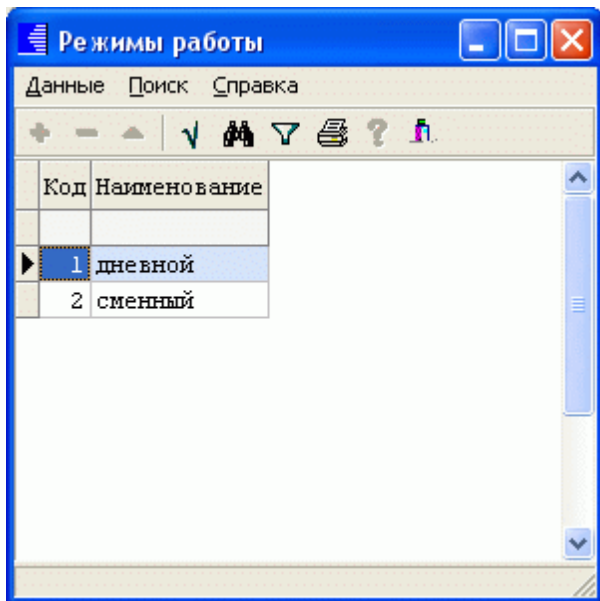 Режимы работы
Данные Поиск Справка
Код Наименование
1 дневной
2 сменный